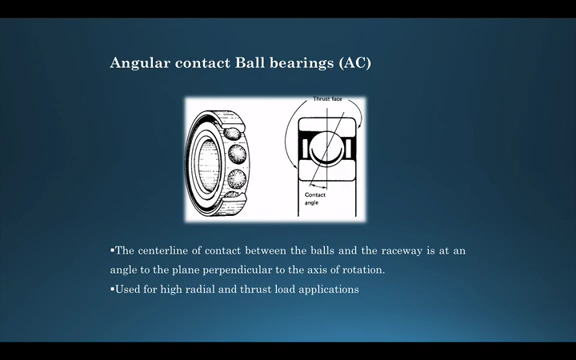 Angular contact Ball bearings (AC)
Thrust face
Contact
angle
▪The centerline of contact between the balls and the raceway is at an
angle to the plane perpendicular to the axis of rotation.
▪Used for high radial and thrust load applications